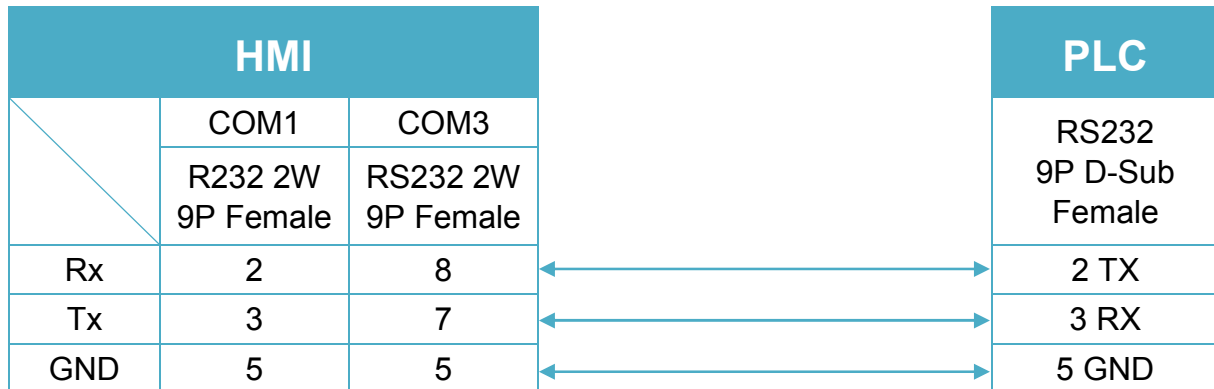 HMI
PLC
COM1
COM3
R232 2W
9P Female
RS232 2W
9P Female
RS232
9P D-Sub
Female
Rx
2
8
2 TX
Tx
3
7
3 RX
GND
5
5
5 GND